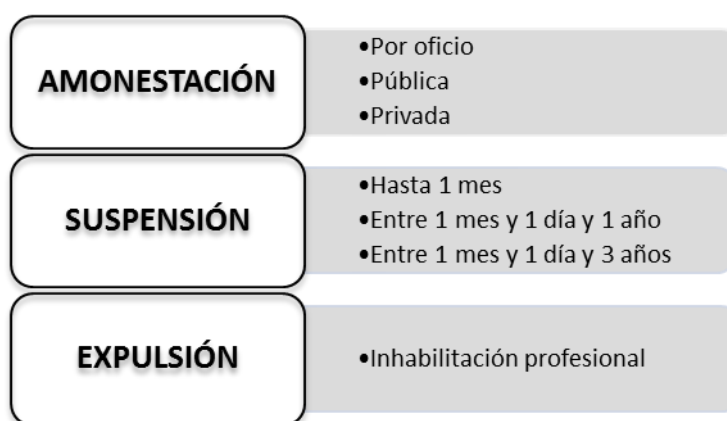 AMONESTACIÓN
•Por oficio
•Pública
•Privada
SUSPENSIÓN
•Hasta 1 mes
•Entre 1 mes y 1 día y 1 año
•Entre 1 mes y 1 día y 3 años
EXPULSIÓN
•Inhabilitación profesional